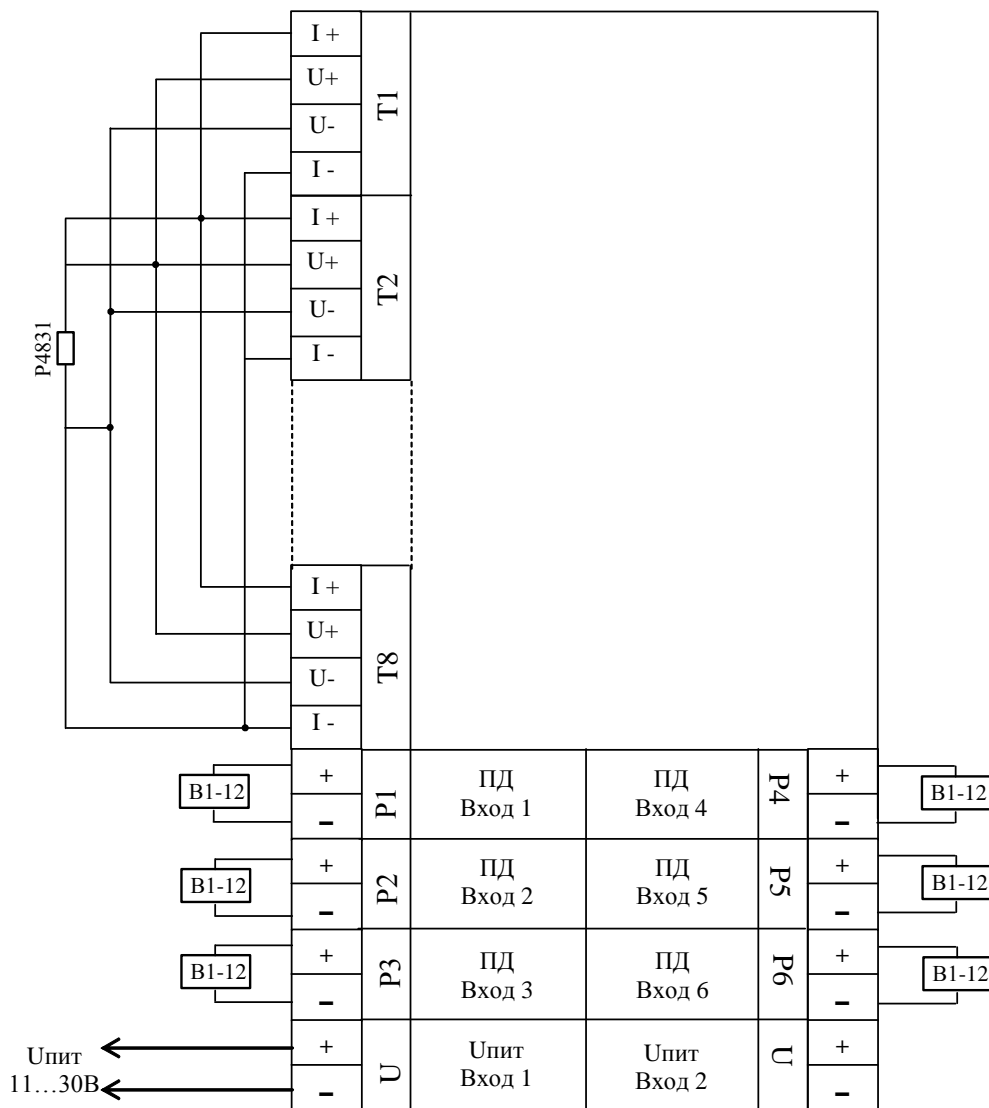 I +
U+
U-
I -
T1
I +
U+
U-
I -
T2
P4831
I +
U+
U-
I -
T8
B1-12
+
-
P1
ПД
Вход 1
ПД
Вход 4
P4
+
-
B1-12
B1-12
+
-
P2
ПД
Вход 2
ПД
Вход 5
P5
+
-
B1-12
B1-12
+
-
P3
ПД
Вход 3
ПД
Вход 6
P6
+
-
B1-12
Uпит
11…30В
+
-
U
Uпит
Вход 1
Uпит
Вход 2
U
+
-